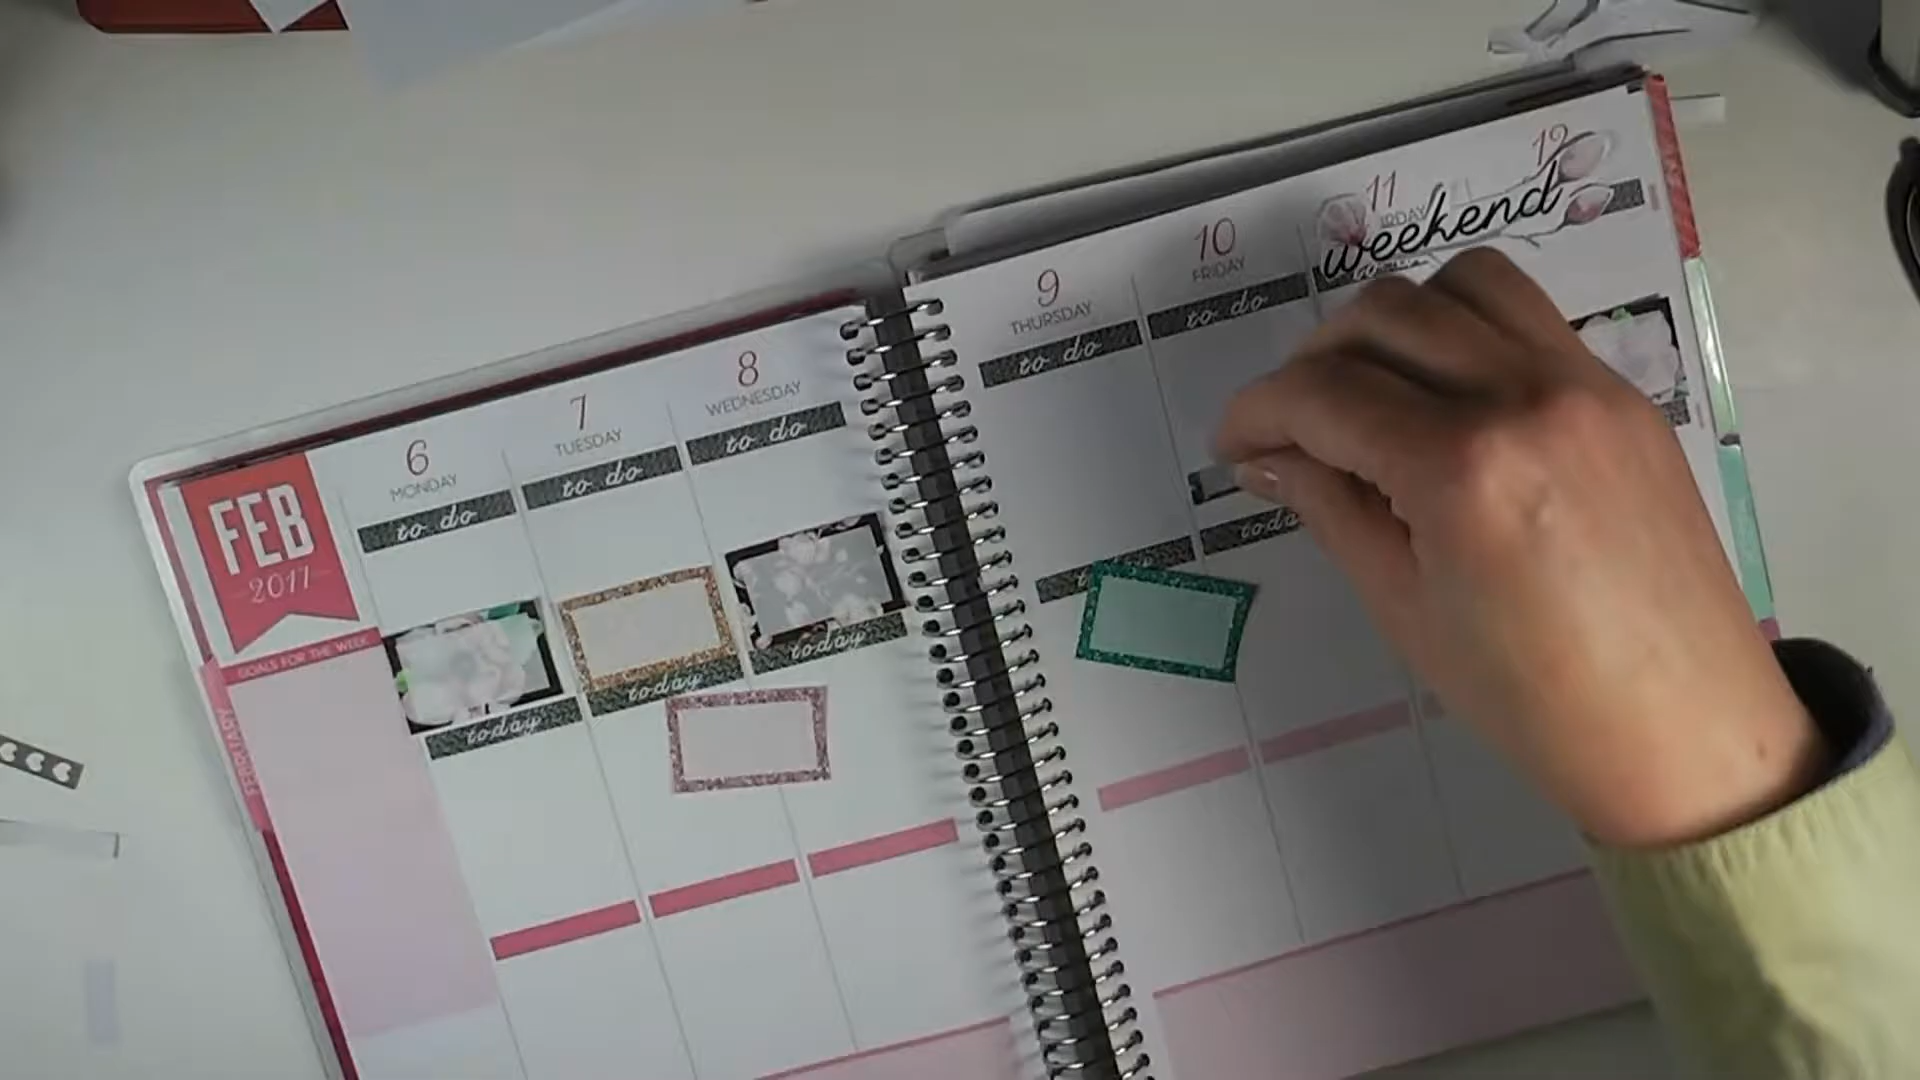 FEB
2017
GOALS FOR THE WEEK
FEBRUARY
6
MONDAY
to do
today
7
TUESDAY
to do
today
8
WEDNESDAY
to do
today
9
THURSDAY
to do
10
FRIDAY
to do
today
11
12
weekend